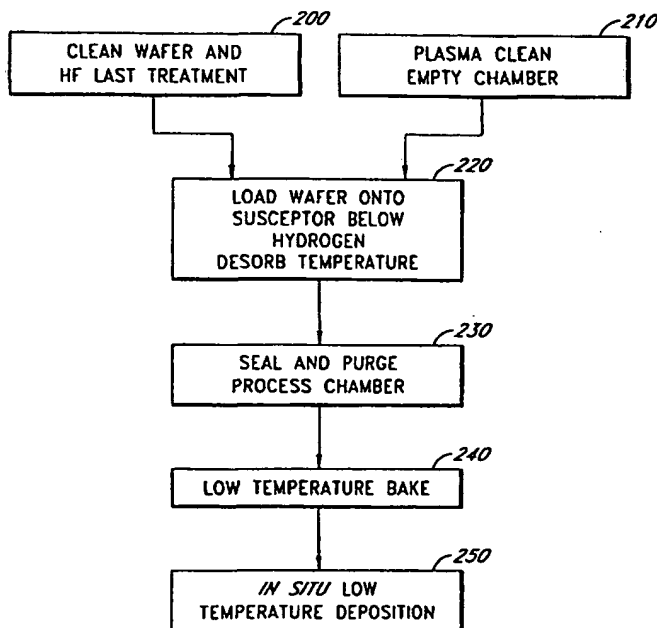 200
CLEAN WAFER AND
HF LAST TREATMENT
210
PLASMA CLEAN
EMPTY CHAMBER
220
LOAD WAFER ONTO
SUSCEPTOR BELOW
HYDROGEN
DESORB TEMPERATURE
230
SEAL AND PURGE
PROCESS CHAMBER
240
LOW TEMPERATURE BAKE
250
IN SITU LOW
TEMPERATURE DEPOSITION